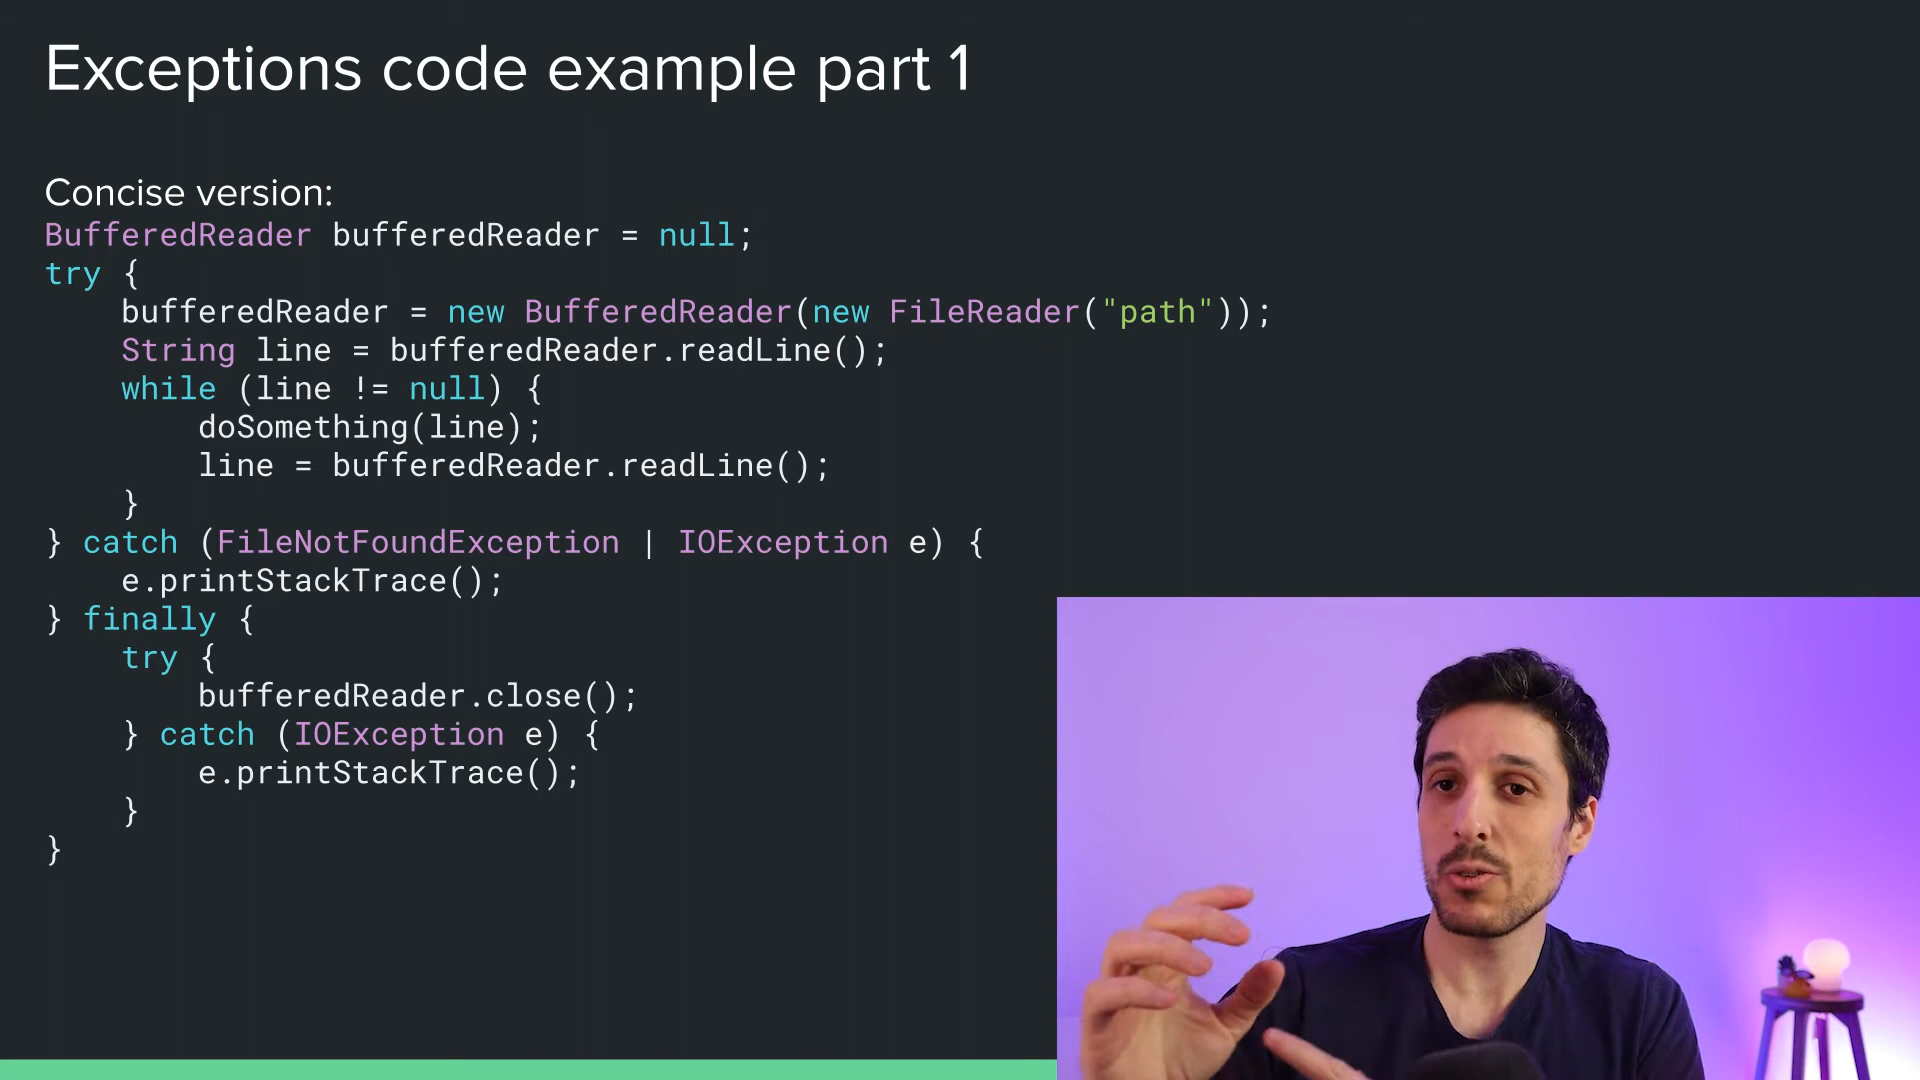 Exceptions code example part 1
Concise version:
BufferedReader bufferedReader = null;
try {
    bufferedReader = new BufferedReader(new FileReader("path"));
    String line = bufferedReader.readLine();
    while (line != null) {
        doSomething(line);
        line = bufferedReader.readLine();
    }
} catch (FileNotFoundException | IOException e) {
    e.printStackTrace();
} finally {
    try {
        bufferedReader.close();
    } catch (IOException e) {
        e.printStackTrace();
    }
}